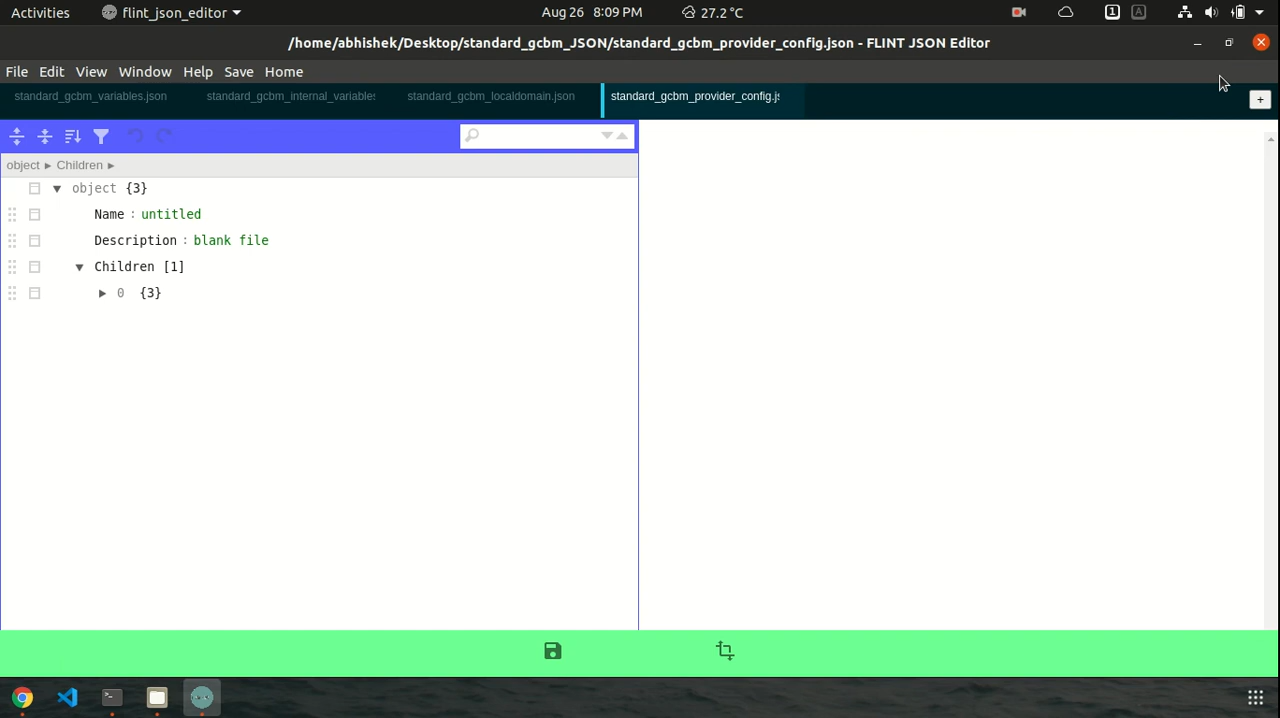 Activities flint_json_editor Aug 26 8:09 PM 27.2 °C 1 A
/home/abhishek/Desktop/standard_gcbm_JSON/standard_gcbm_provider_config.json - FLINT JSON Editor
File Edit View Window Help Save Home
standard_gcbm_variables.json standard_gcbm_internal_variables standard_gcbm_localdomain.json standard_gcbm_provider_config.js +
object ► Children ►
object {3}
Name : untitled
Description : blank file
Children [1]
0 {3}